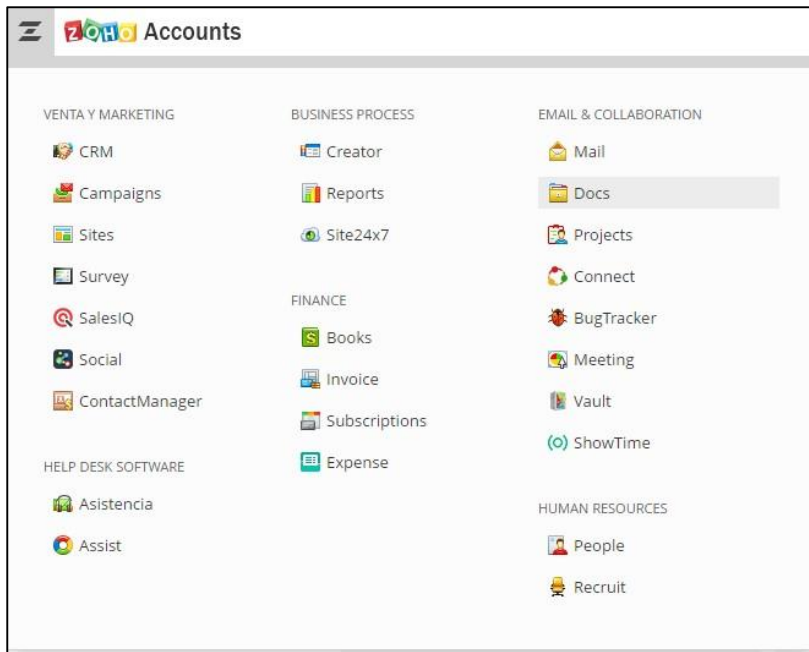 ZOHO Accounts
VENTA Y MARKETING
CRM
Campaigns
Sites
Survey
SalesIQ
Social
ContactManager
HELP DESK SOFTWARE
Asistencia
Assist
BUSINESS PROCESS
Creator
Reports
Site24x7
FINANCE
Books
Invoice
Subscriptions
Expense
EMAIL & COLLABORATION
Mail
Docs
Projects
Connect
BugTracker
Meeting
Vault
ShowTime
HUMAN RESOURCES
People
Recruit